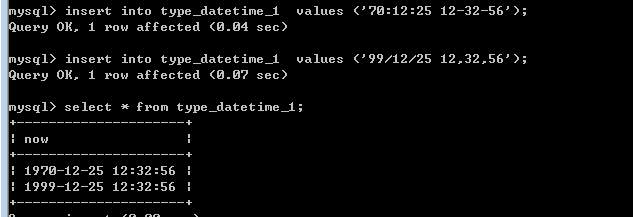 mysql> insert into type_datetime_1  values ('70:12:25 12-32-56');
Query OK, 1 row affected (0.04 sec)
mysql> insert into type_datetime_1  values ('99/12/25 12,32,56');
Query OK, 1 row affected (0.07 sec)
mysql> select * from type_datetime_1;
+---------------------+
| now                 |
+---------------------+
| 1970-12-25 12:32:56 |
| 1999-12-25 12:32:56 |
+---------------------+